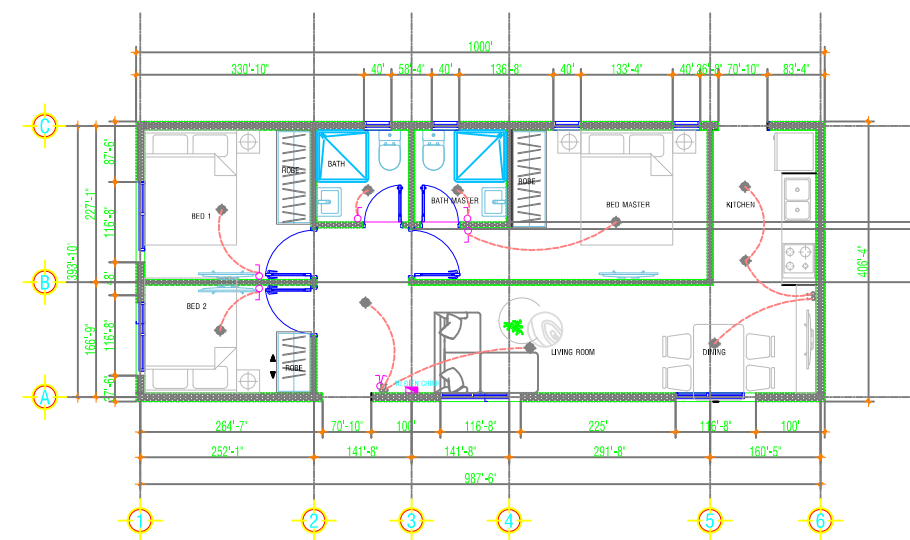 1000'
330'-10" 40' 58'-4" 40' 136'-8" 40' 133'-4" 40' 70'-10" 83'-4"
C
87'-6"
BATH
ROBE
ROBE
227'-1"
116'-8"
BED 1
BATH MASTER
BED MASTER
KITCHEN
393'-10"
406'-4"
48'
B
BED 2
166'-9"
116'-8"
LIVING ROOM
DINING
ROBE
A
264'-7" 70'-10" 100' 116'-8" 225' 116'-8" 100'
252'-1" 141'-8" 141'-8" 291'-8" 160'-5"
987'-6"
1 2 3 4 5 6